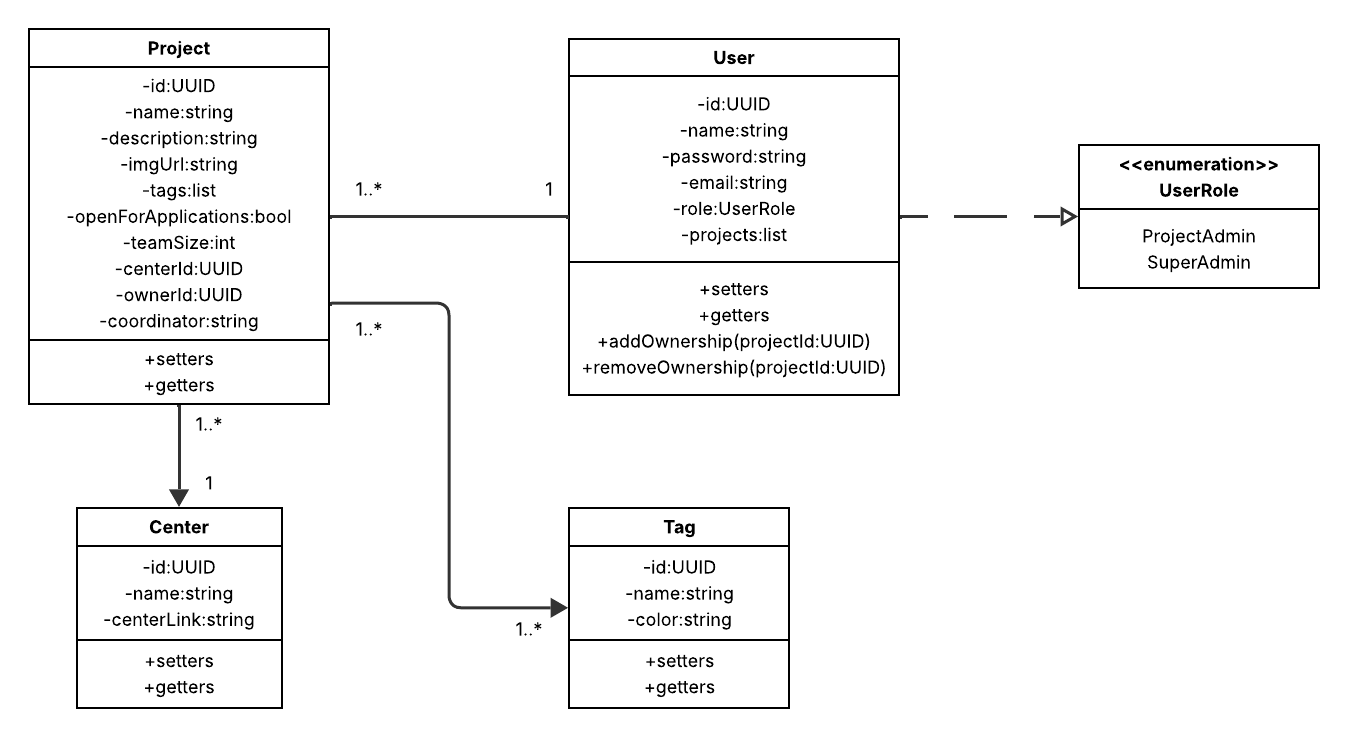 Project
-id:UUID
-name:string
-description:string
-imgUrl:string
-tags:list
-openForApplications:bool
-teamSize:int
-centerId:UUID
-ownerId:UUID
-coordinator:string
+setters
+getters
1..*
1
User
-id:UUID
-name:string
-password:string
-email:string
-role:UserRole
-projects:list
+setters
+getters
+addOwnership(projectId:UUID)
+removeOwnership(projectId:UUID)
<<enumeration>>
UserRole
ProjectAdmin
SuperAdmin
1..*
1..*
1..*
1
Center
-id:UUID
-name:string
-centerLink:string
+setters
+getters
Tag
-id:UUID
-name:string
-color:string
+setters
+getters